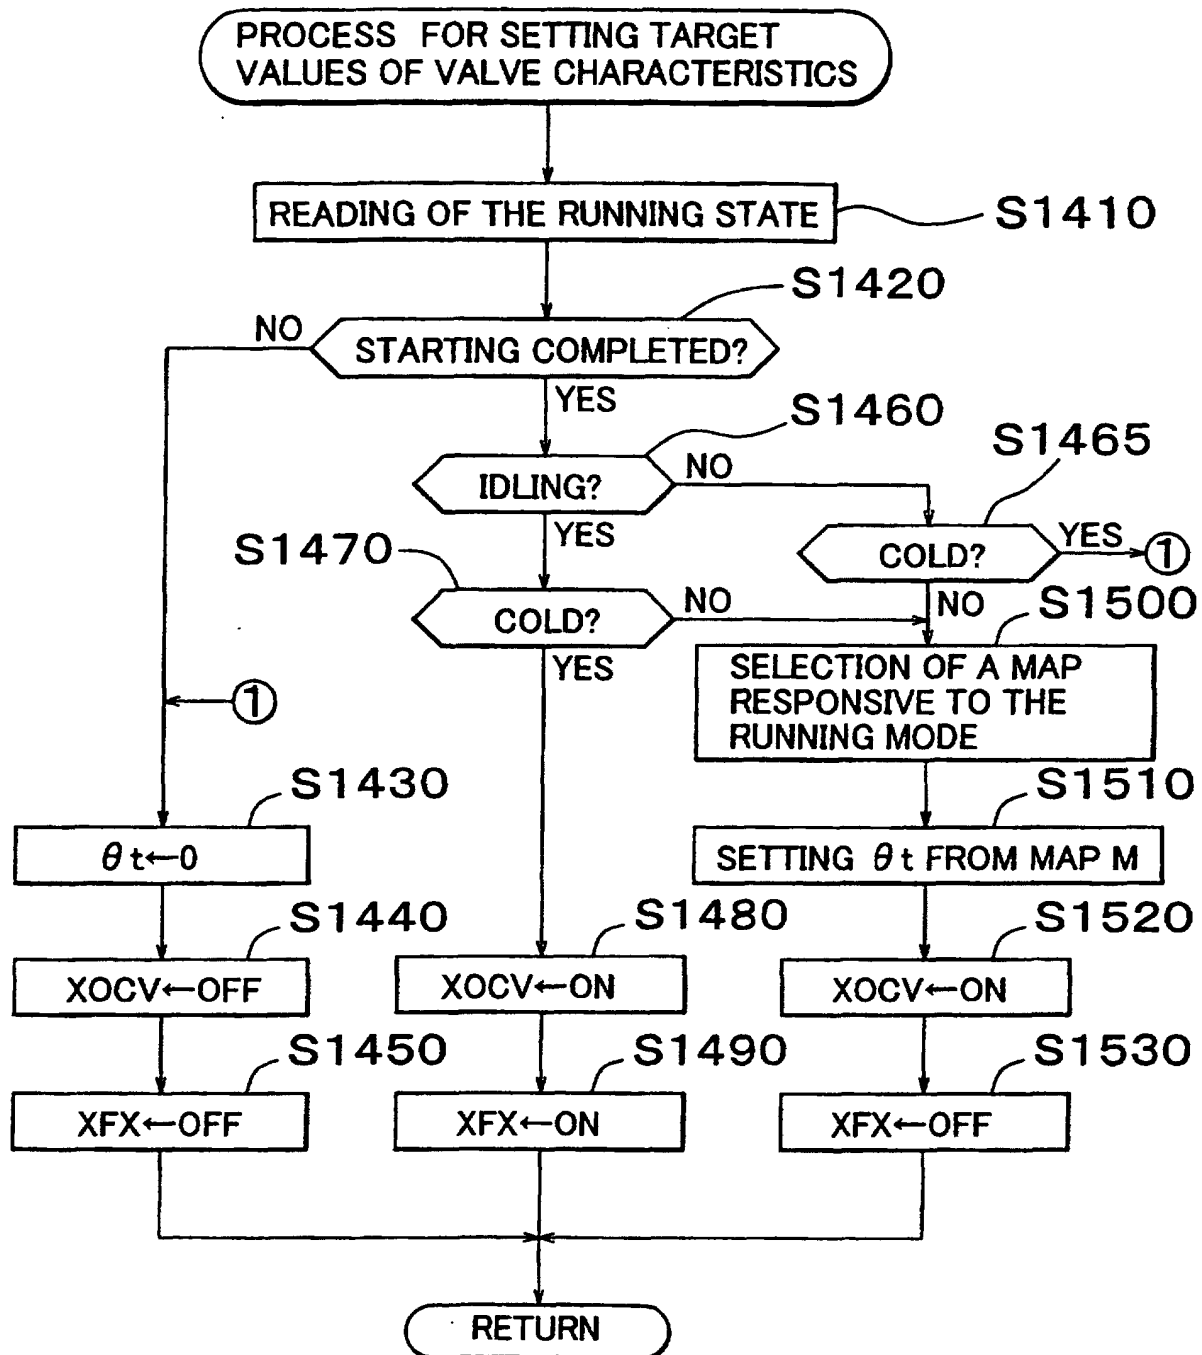 PROCESS FOR SETTING TARGET
VALUES OF VALVE CHARACTERISTICS
READING OF THE RUNNING STATE
S1410
S1420
NO
STARTING COMPLETED?
YES
S1460
S1465
IDLING?
NO
YES
COLD?
YES
①
S1470
COLD?
NO
NO
S1500
YES
SELECTION OF A MAP
RESPONSIVE TO THE
RUNNING MODE
①
S1430
S1510
θt←0
SETTING θt FROM MAP M
S1440
S1480
S1520
XOCV←OFF
XOCV←ON
XOCV←ON
S1450
S1490
S1530
XFX←OFF
XFX←ON
XFX←OFF
RETURN